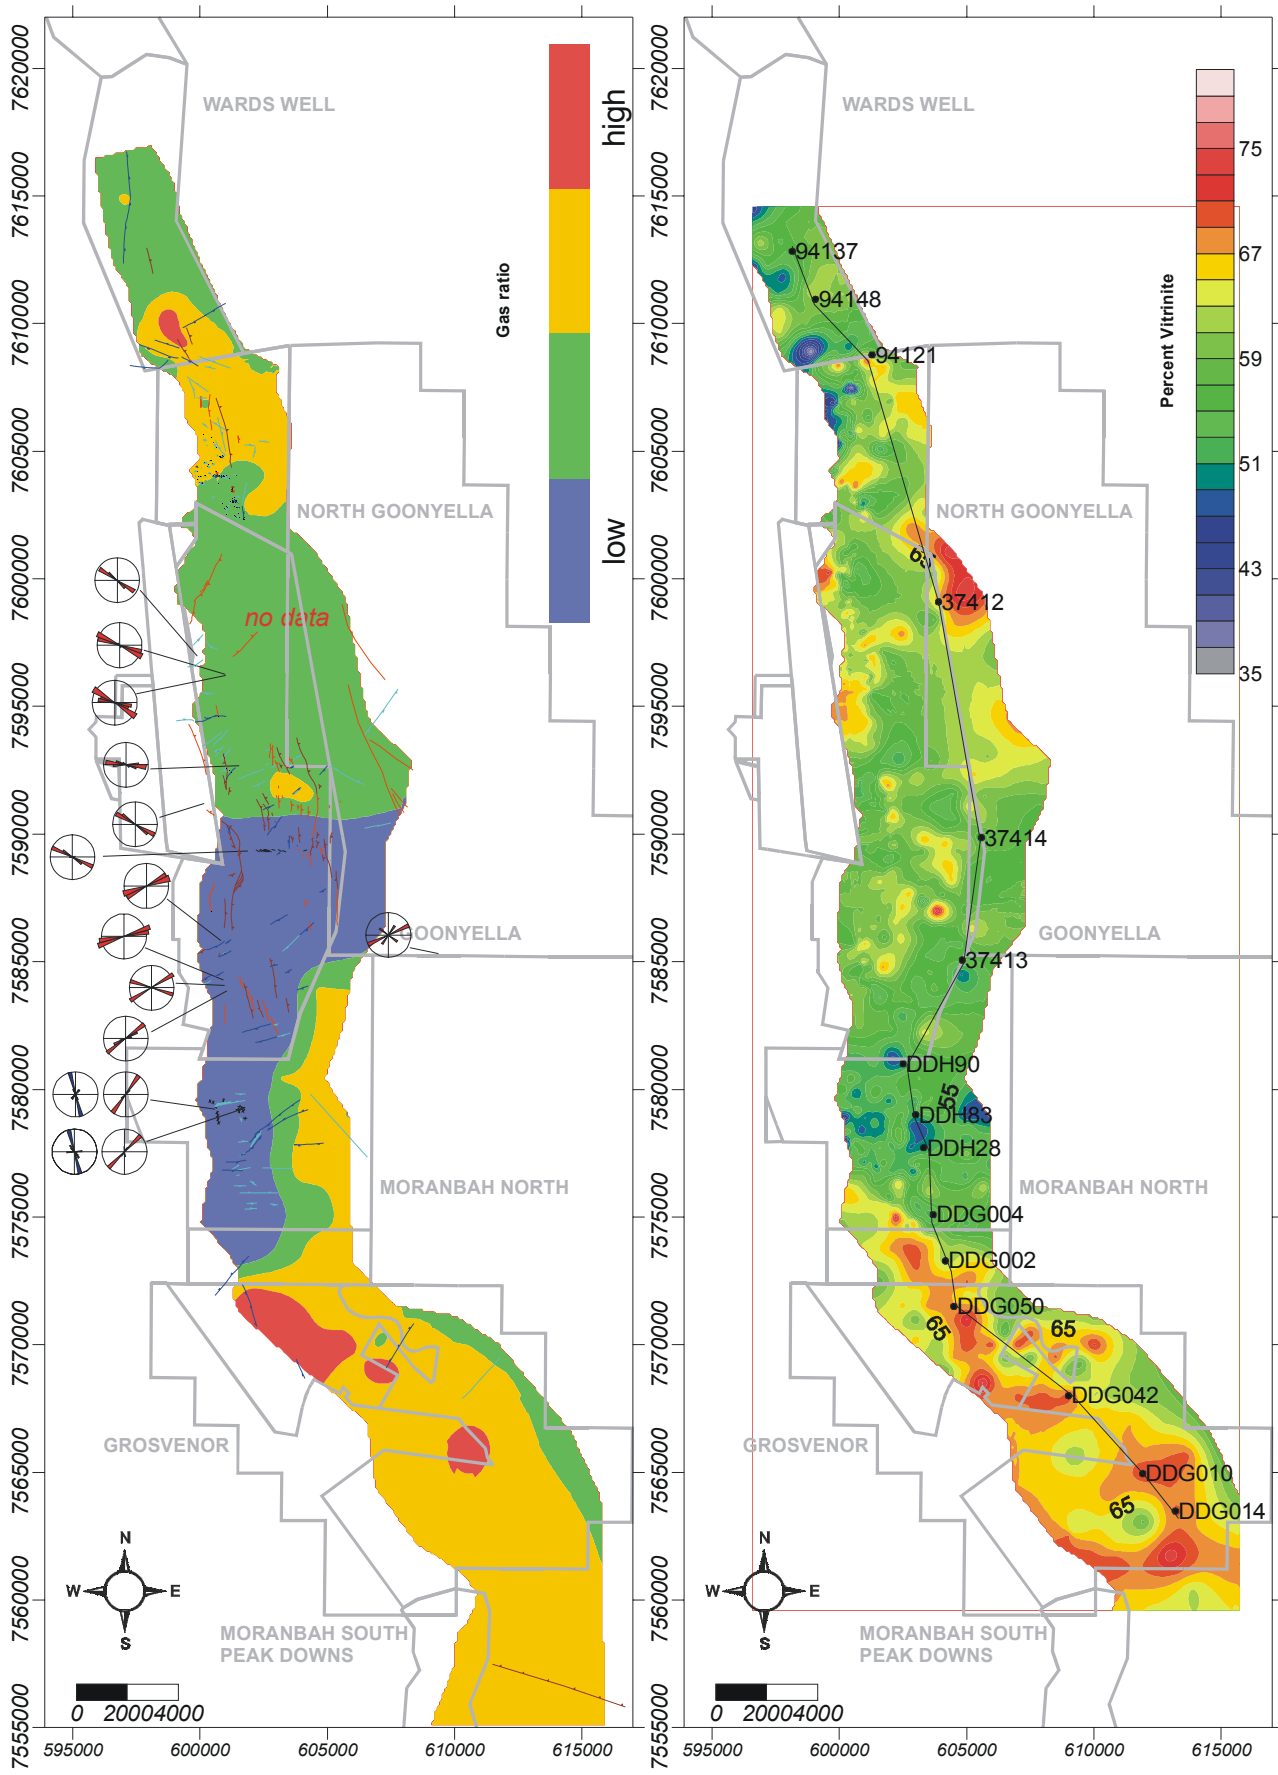 7620000
7615000
7610000
7605000
7600000
7595000
7590000
7585000
7580000
7575000
7570000
7565000
7560000
7555000
595000
600000
605000
610000
615000
WARDS WELL
NORTH GOONYELLA
no data
OONYELLA
MORANBAH NORTH
GROSVENOR
MORANBAH SOUTH
PEAK DOWNS
N
W
E
S
0
2000
4000
Gas ratio
high
low
7620000
7615000
7610000
7605000
7600000
7595000
7590000
7585000
7580000
7575000
7570000
7565000
7560000
7555000
595000
600000
605000
610000
615000
WARDS WELL
94137
94148
94121
NORTH GOONYELLA
65
37412
37414
GOONYELLA
37413
DDH90
55
DDH83
DDH28
MORANBAH NORTH
DDG004
DDG002
DDG050
65
65
DDG042
GROSVENOR
DDG010
65
DDG014
MORANBAH SOUTH
PEAK DOWNS
N
W
E
S
0
2000
4000
Percent Vitrinite
75
67
59
51
43
35